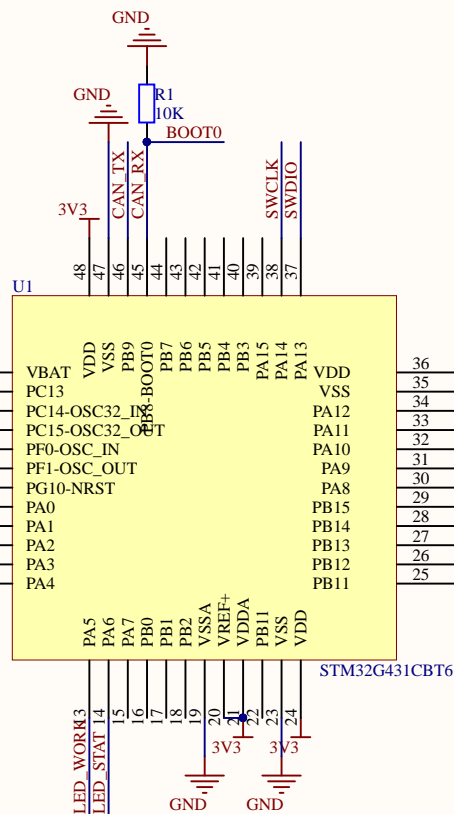 GND
R1
10K
GND
BOOT0
CAN_TX
CAN_RX
SWCLK
SWDIO
3V3
48
47
46
45
44
43
42
41
40
39
38
37
U1
VDD
VSS
PB9
PB8-BOOT0
PB7
PB6
PB5
PB4
PB3
PA15
PA14
PA13
VBAT
PC13
PC14-OSC32_IN
PC15-OSC32_OUT
PF0-OSC_IN
PF1-OSC_OUT
PG10-NRST
PA0
PA1
PA2
PA3
PA4
VDD 36
VSS 35
PA12 34
PA11 33
PA10 32
PA9 31
PA8 30
PB15 29
PB14 28
PB13 27
PB12 26
PB11 25
PA5
PA6
PA7
PB0
PB1
PB2
VSSA
VREF+
VDDA
PB11
VSS
VDD
STM32G431CBT6
13
14
15
16
17
18
19
20
21
22
23
24
LED_WORK
LED_STAT
3V3
3V3
GND
GND